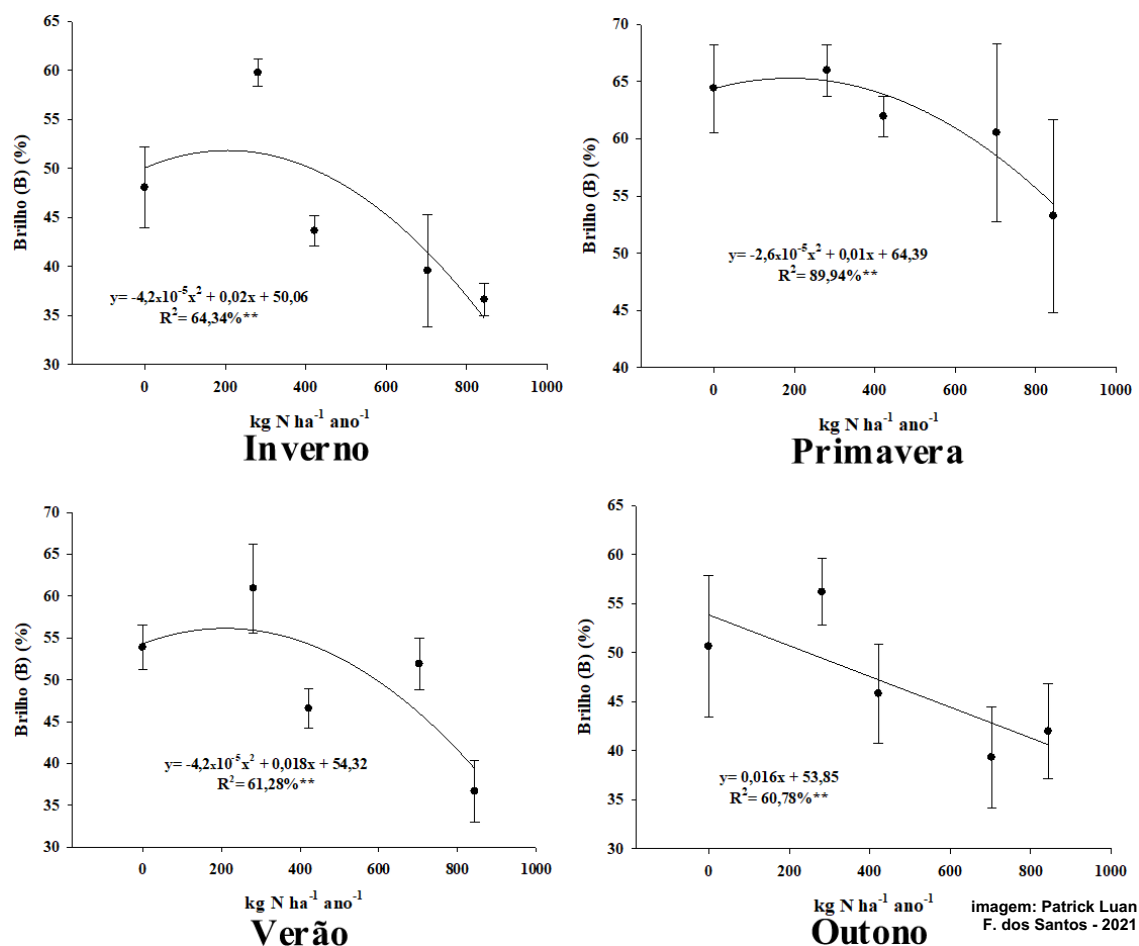 65
60
55
50
45
40
35
30
Brilho (B) (%)
y= -4,2x10⁻⁵x² + 0,02x + 50,06
R²= 64,34%**
0 200 400 600 800 1000
kg N ha⁻¹ ano⁻¹
Inverno
70
65
60
55
50
45
40
Brilho (B) (%)
y= -2,6x10⁻⁵x² + 0,01x + 64,39
R²= 89,94%**
0 200 400 600 800 1000
kg N ha⁻¹ ano⁻¹
Primavera
70
65
60
55
50
45
40
35
30
Brilho (B) (%)
y= -4,2x10⁻⁵x² + 0,018x + 54,32
R²= 61,28%**
0 200 400 600 800 1000
kg N ha⁻¹ ano⁻¹
Verão
65
60
55
50
45
40
35
30
Brilho (B) (%)
y= 0,016x + 53,85
R²= 60,78%**
0 200 400 600 800 1000
kg N ha⁻¹ ano⁻¹
Outono
imagem: Patrick Luan
F. dos Santos - 2021